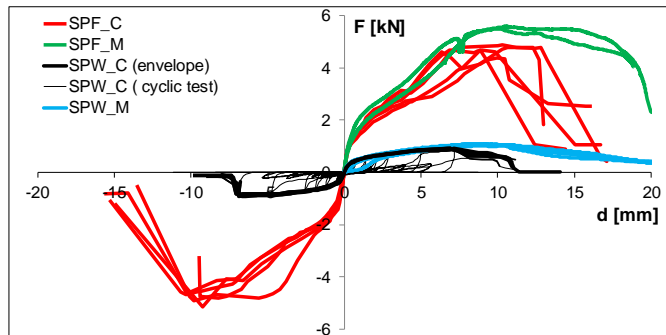 SPF_C
SPF_M
SPW_C (envelope)
SPW_C ( cyclic test)
SPW_M
F [kN]
6
4
2
0
-20
-15
-10
-5
0
5
10
15
20
d [mm]
-2
-4
-6